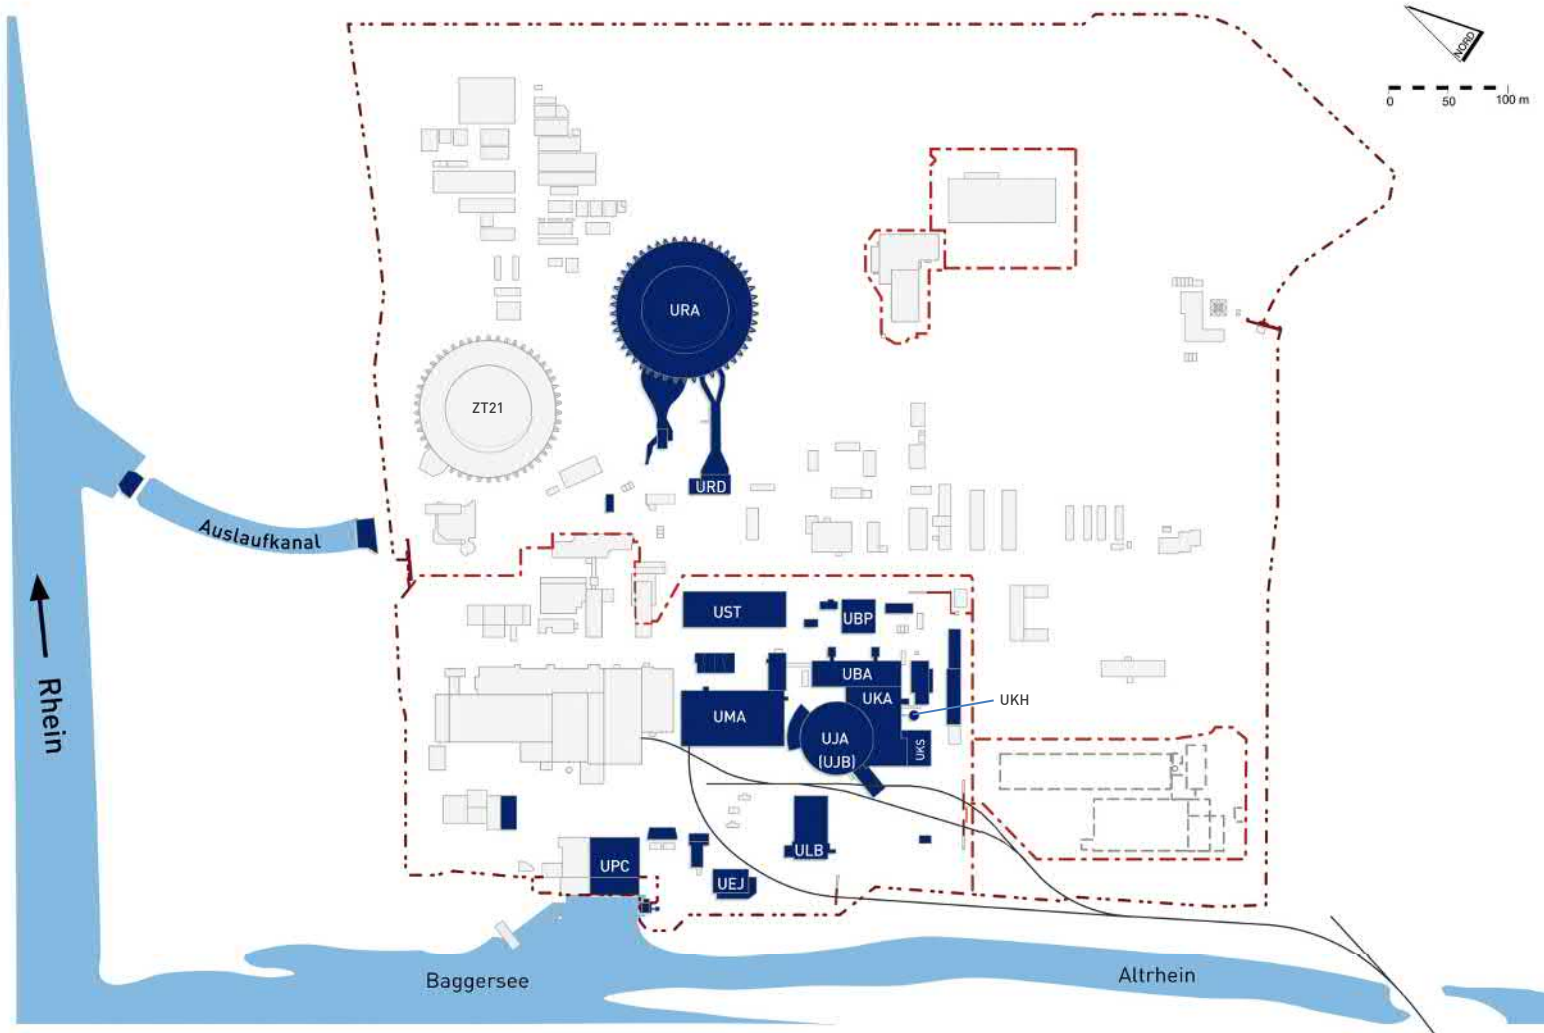 NORD
0 50 100 m
URA
ZT21
URD
Auslaufkanal
UST
UBP
UBA
UKA
UKH
UMA
UJA
(UJB)
UKS
Rhein
ULB
UPC
UEJ
Baggersee
Altrhein